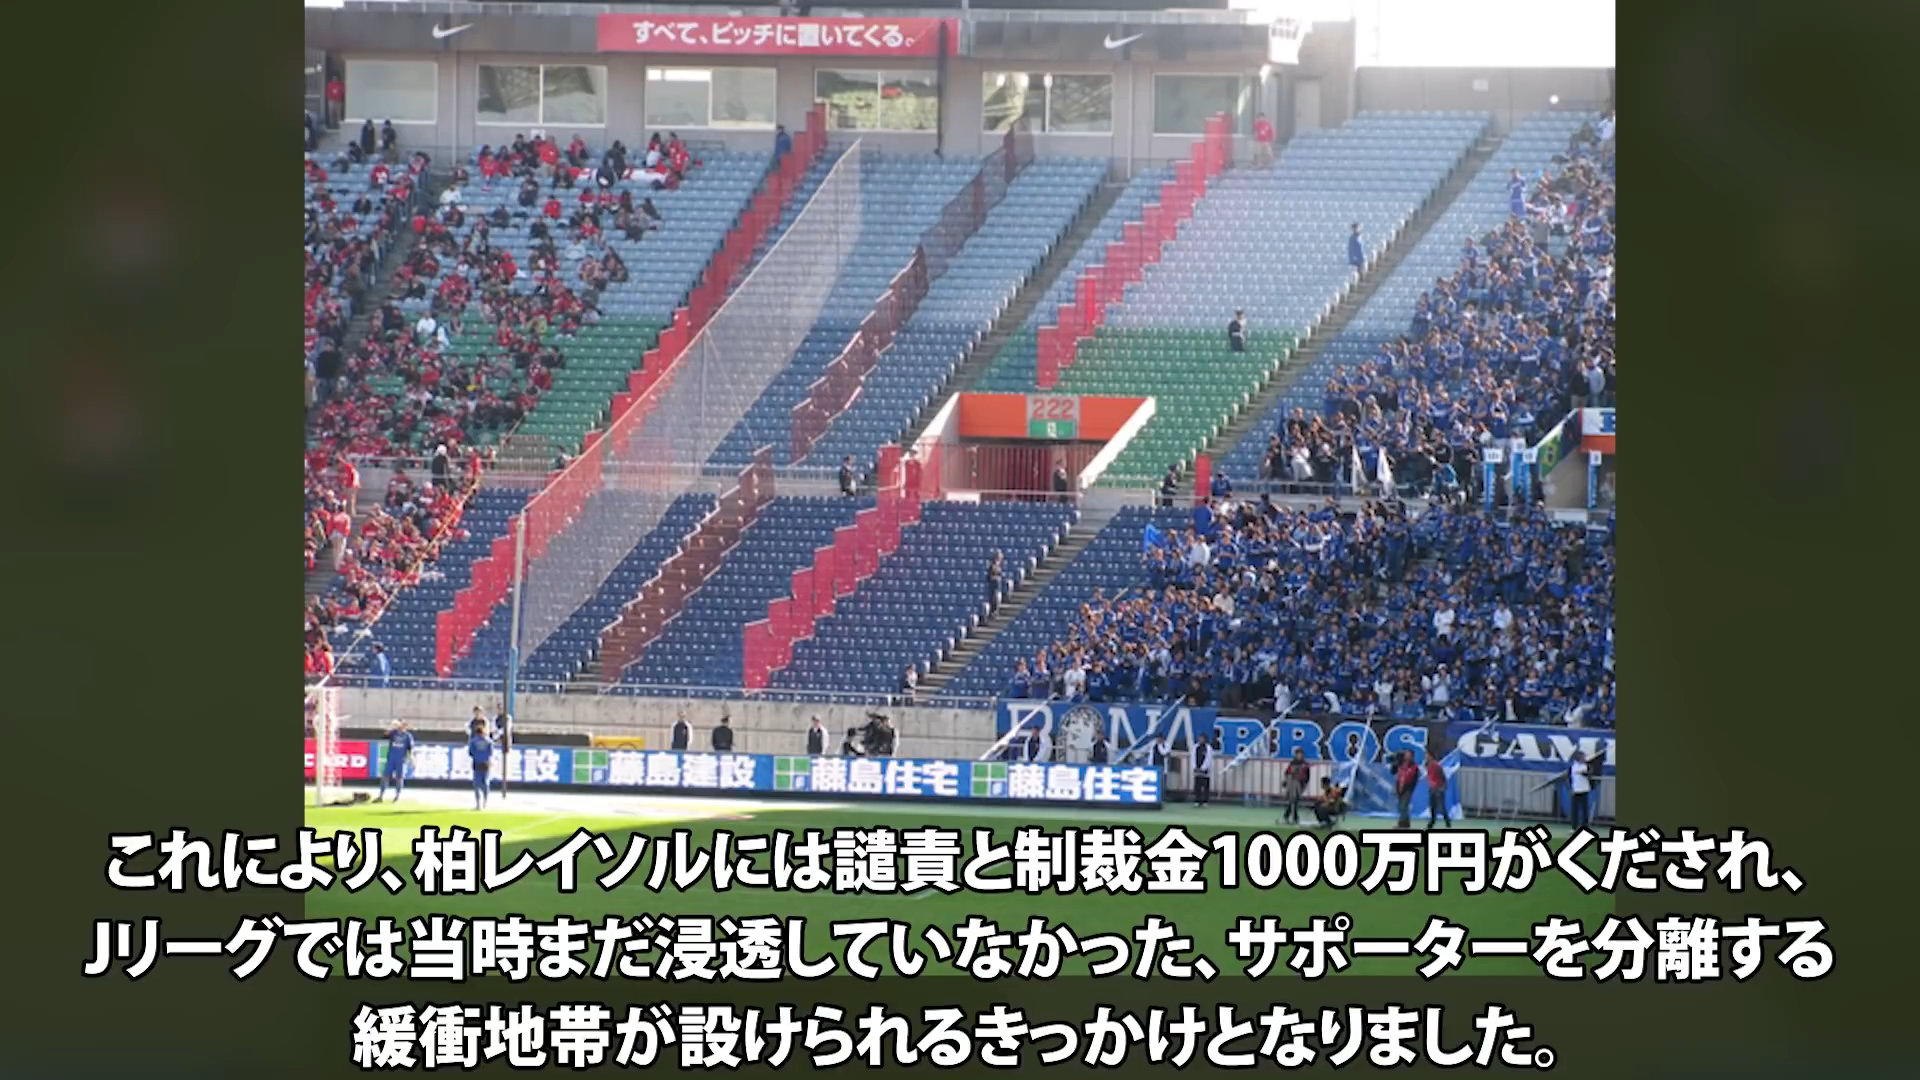 すべて、ピッチに置いてくる。
222
BROS
GAM
CARD
藤島建設
藤島建設
藤島住宅
藤島住宅
これにより、柏レイソルには譴責と制裁金1000万円がくだされ、
Jリーグでは当時まだ浸透していなかった、サポーターを分離する
緩衝地帯が設けられるきっかけとなりました。